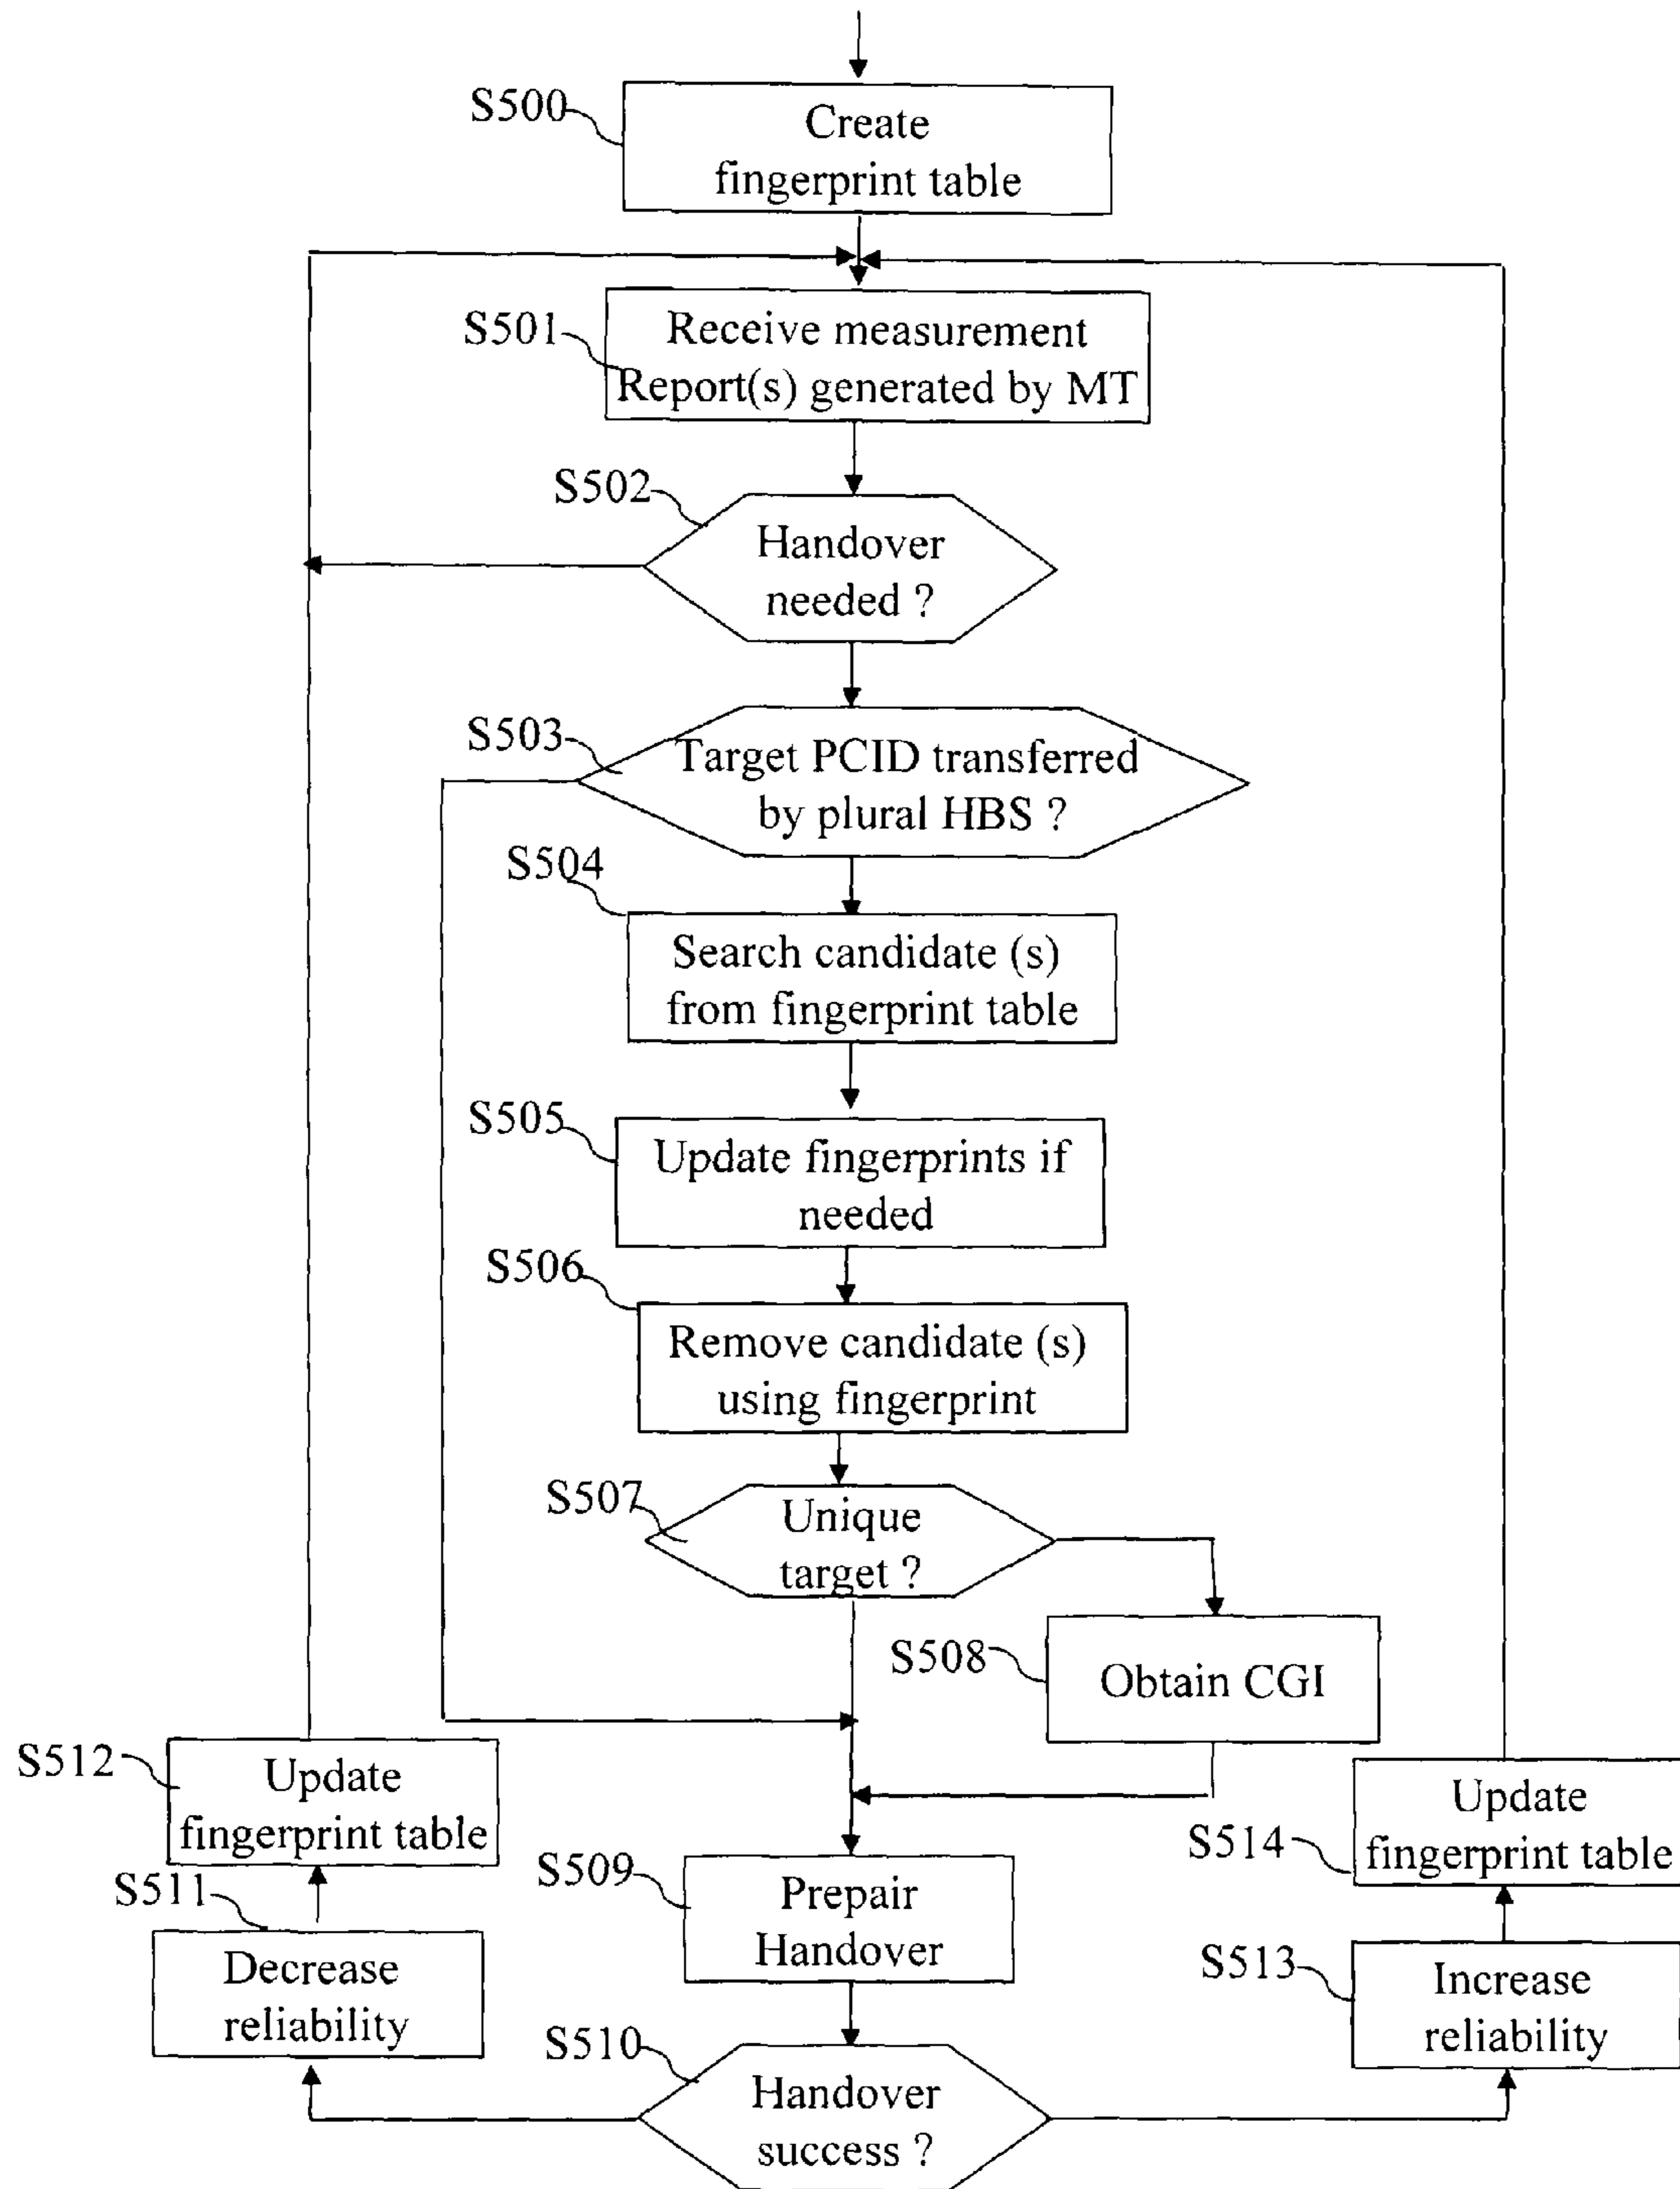 S500
Create
fingerprint table
S501
Receive measurement
Report(s) generated by MT
S502
Handover
needed ?
S503
Target PCID transferred
by plural HBS ?
S504
Search candidate (s)
from fingerprint table
S505
Update fingerprints if
needed
S506
Remove candidate (s)
using fingerprint
S507
Unique
target ?
S508
Obtain CGI
S512
Update
fingerprint table
S514
Update
fingerprint table
S509
Prepair
Handover
S511
Decrease
reliability
S513
Increase
reliability
S510
Handover
success ?